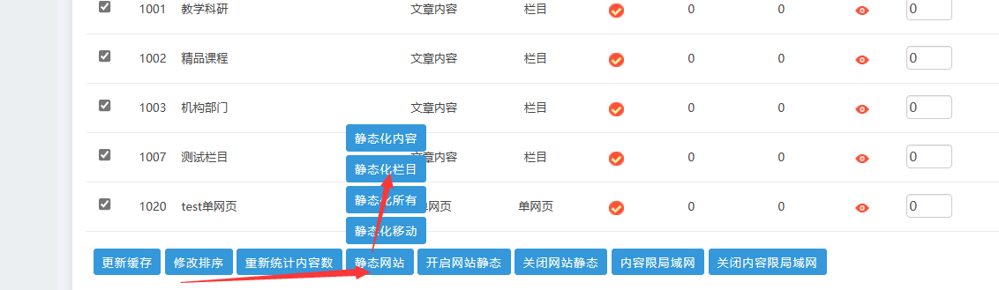 1001 教学科研 文章内容 栏目 0 0 0
1002 精品课程 文章内容 栏目 0 0 0
1003 机构部门 文章内容 栏目 0 0 0
静态化内容
1007 测试栏目 文章内容 栏目 0 0 0
静态化栏目
静态化所有
1020 test单网页 单网页 单网页 0 0 0
静态化移动
更新缓存 修改排序 重新统计内容数 静态网站 开启网站静态 关闭网站静态 内容限局域网 关闭内容限局域网